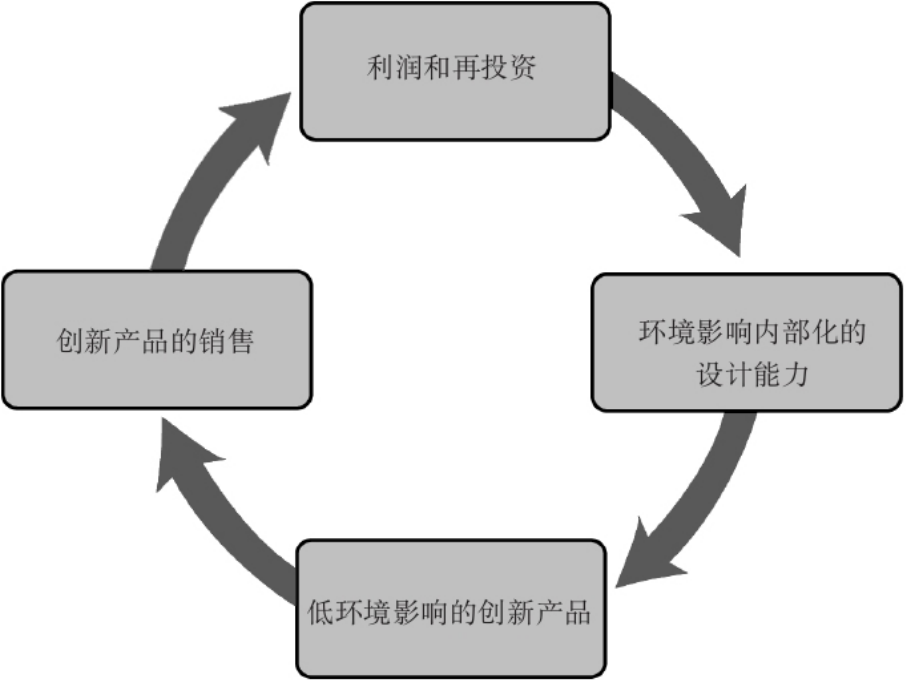 利润和再投资
创新产品的销售
环境影响内部化的
设计能力
低环境影响的创新产品